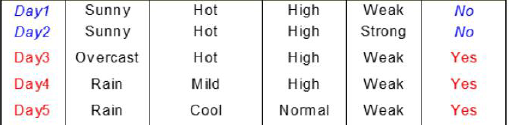 Day1 Sunny Hot High Weak No
Day2 Sunny Hot High Strong No
Day3 Overcast Hot High Weak Yes
Day4 Rain Mild High Weak Yes
Day5 Rain Cool Normal Weak Yes